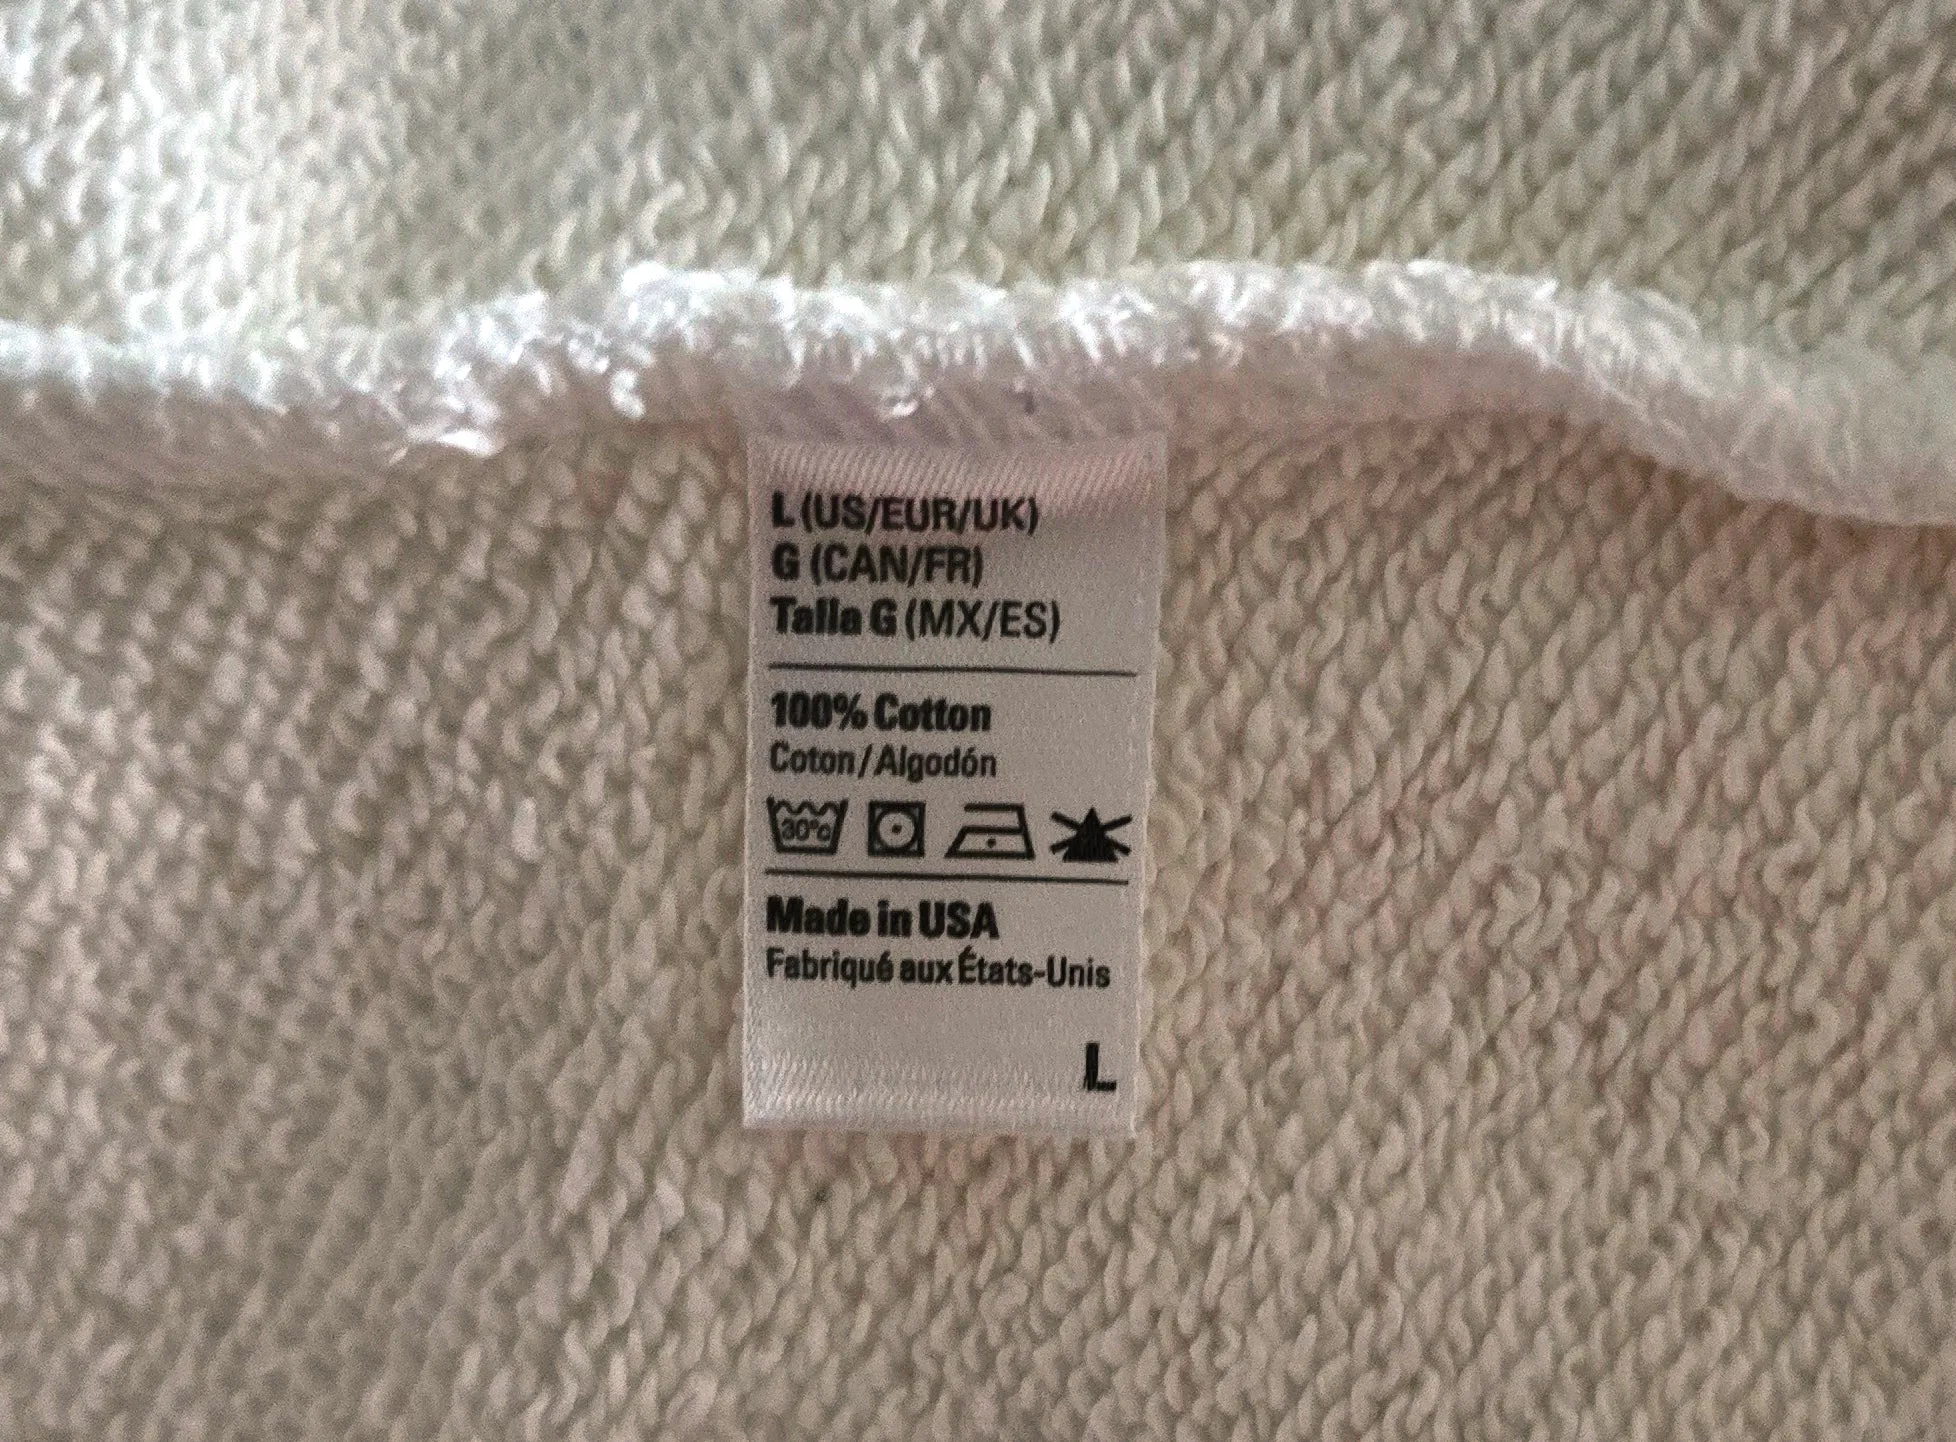 L (US/EUR/UK)
G (CAN/FR)
Talla G (MX/ES)
100% Cotton
Coton/Algodón
30°c
Made in USA
Fabriqué aux États-Unis
L